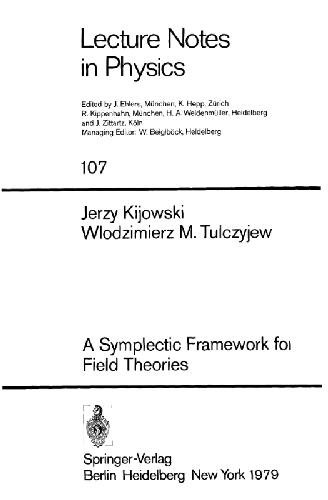 Lecture Notes
in Physics
Edited by J. Ehlers, München, K. Hepp, Zürich
R. Kippenhahn, München, H. A. Weidenmüller, Heidelberg
and J. Zittartz, Köln
Managing Editor: W. Beiglböck, Heidelberg
107
Jerzy Kijowski
Wlodzimierz M. Tulczyjew
A Symplectic Framework for
Field Theories
Springer-Verlag
Berlin Heidelberg New York 1979